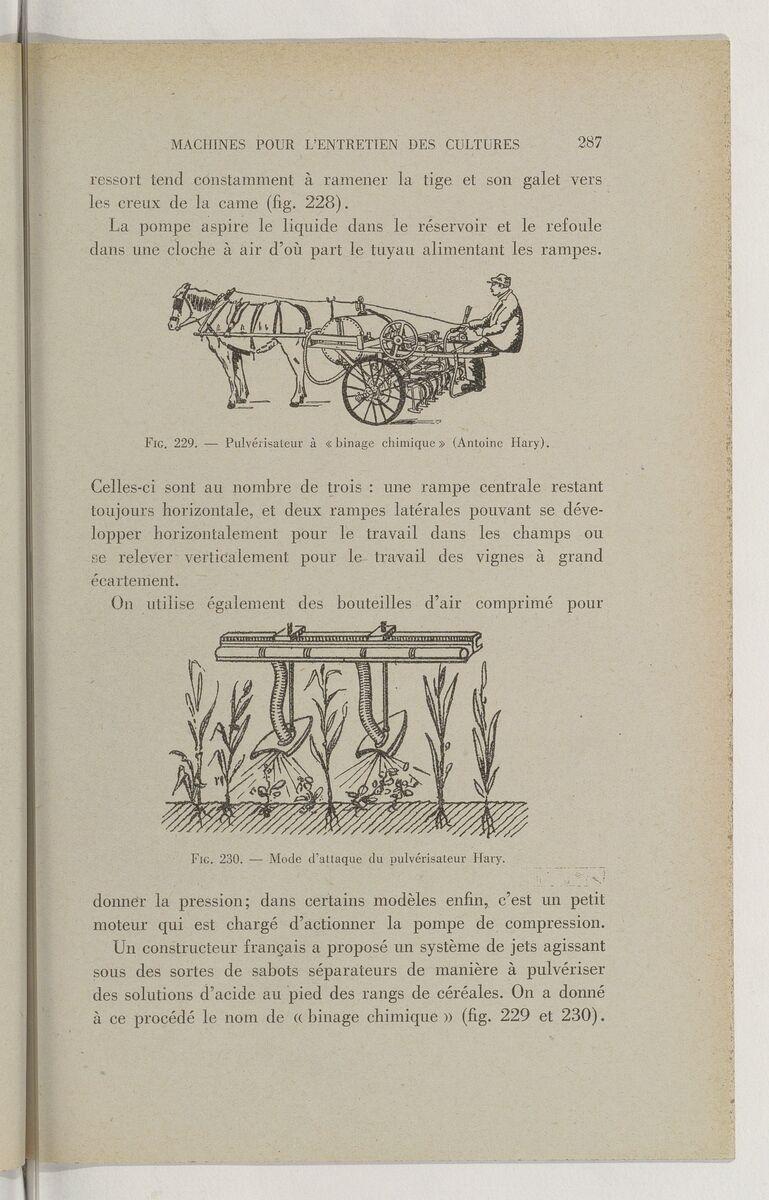 MACHINES POUR L'ENTRETIEN DES CULTURES 287
ressort tend constamment à ramener la tige et son galet vers
les creux de la came (fig. 228).
La pompe aspire le liquide dans le réservoir et le refoule
dans une cloche à air d'où part le tuyau alimentant les rampes.
FIG. 229. — Pulvérisateur à « binage chimique » (Antoine Hary).
Celles-ci sont au nombre de trois : une rampe centrale restant
toujours horizontale, et deux rampes latérales pouvant se déve-
lopper horizontalement pour le travail dans les champs ou
se relever verticalement pour le travail des vignes à grand
écartement.
On utilise également des bouteilles d'air comprimé pour
FIG. 230. — Mode d'attaque du pulvérisateur Hary.
donner la pression; dans certains modèles enfin, c'est un petit
moteur qui est chargé d'actionner la pompe de compression.
Un constructeur français a proposé un système de jets agissant
sous des sortes de sabots séparateurs de manière à pulvériser
des solutions d'acide au pied des rangs de céréales. On a donné
à ce procédé le nom de « binage chimique » (fig. 229 et 230).